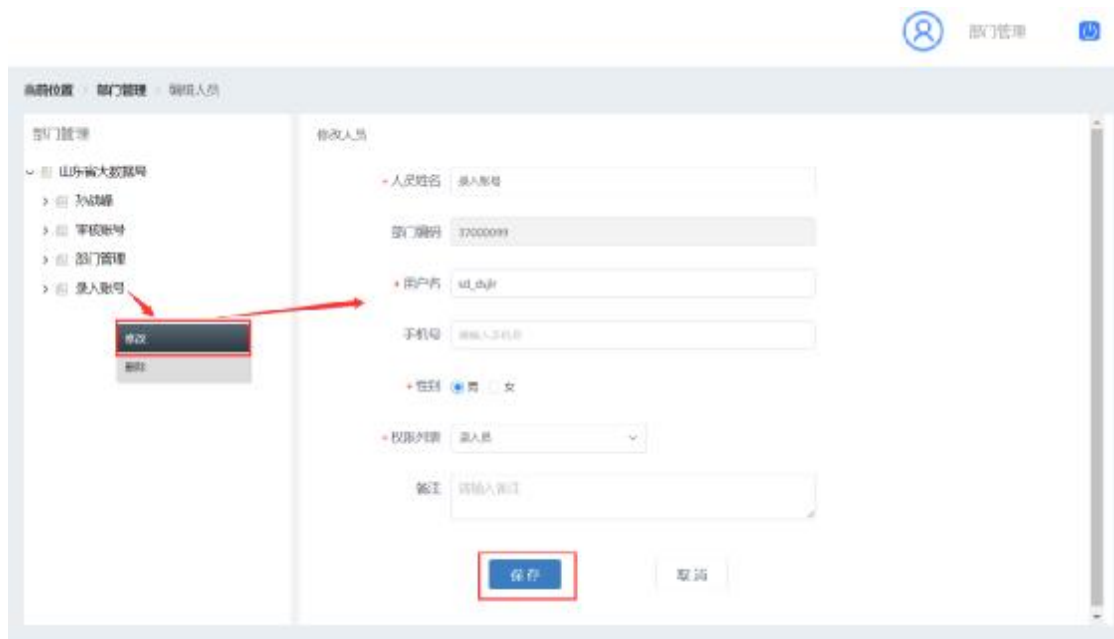 部门管理
当前位置 部门管理 编辑人员
部门管理
山东省大数据局
孙战峰
审核账号
部门管理
录入账号
修改
删除
修改人员
* 人员姓名 录入账号
部门编码 37000099
* 用户名 sd_dsjlr
手机号 请输入手机号
* 性别 男 女
* 权限列表 录入员
备注 请输入备注
保存 取消